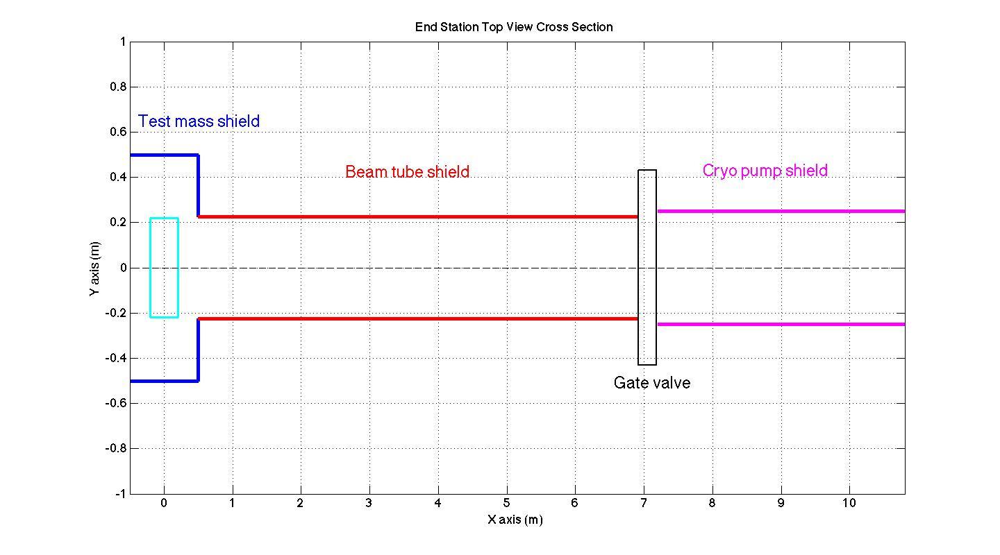 End Station Top View Cross Section
1
0.8
0.6
0.4
0.2
0
-0.2
-0.4
-0.6
-0.8
-1
Y axis (m)
Test mass shield
Beam tube shield
Cryo pump shield
Gate valve
0 1 2 3 4 5 6 7 8 9 10
X axis (m)